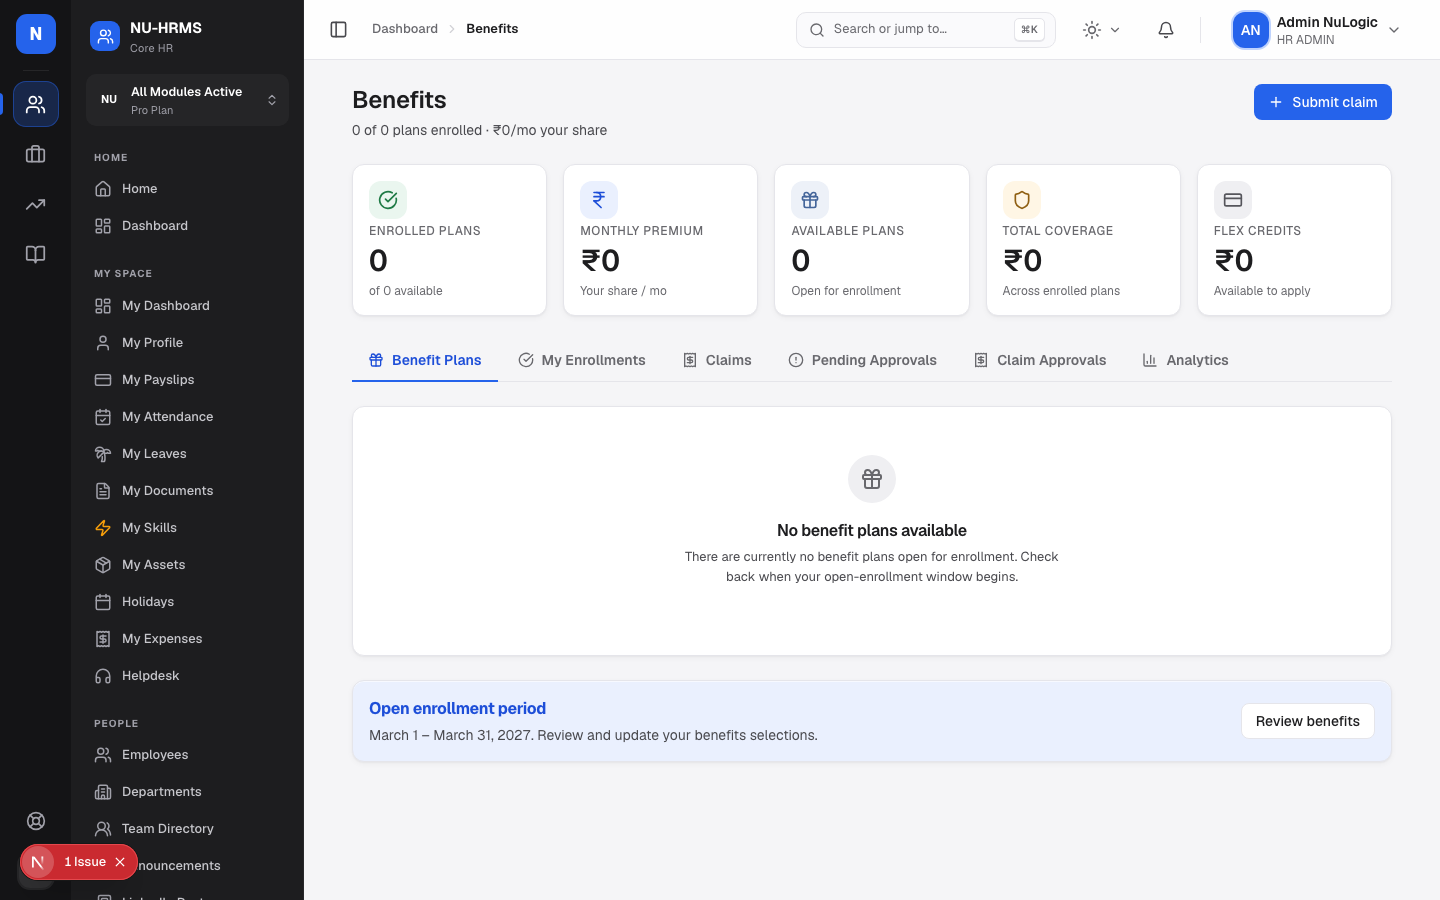 N
NU-HRMS
Core HR
NU
All Modules Active
Pro Plan
HOME
Home
Dashboard
MY SPACE
My Dashboard
My Profile
My Payslips
My Attendance
My Leaves
My Documents
My Skills
My Assets
Holidays
My Expenses
Helpdesk
PEOPLE
Employees
Departments
Team Directory
nouncements
N 1 Issue
Dashboard > Benefits
Search or jump to... ⌘K
AN
Admin NuLogic
HR ADMIN
Benefits
0 of 0 plans enrolled · ₹0/mo your share
+ Submit claim
ENROLLED PLANS
0
of 0 available
MONTHLY PREMIUM
₹0
Your share / mo
AVAILABLE PLANS
0
Open for enrollment
TOTAL COVERAGE
₹0
Across enrolled plans
FLEX CREDITS
₹0
Available to apply
Benefit Plans My Enrollments Claims Pending Approvals Claim Approvals Analytics
No benefit plans available
There are currently no benefit plans open for enrollment. Check
back when your open-enrollment window begins.
Open enrollment period
March 1 – March 31, 2027. Review and update your benefits selections.
Review benefits